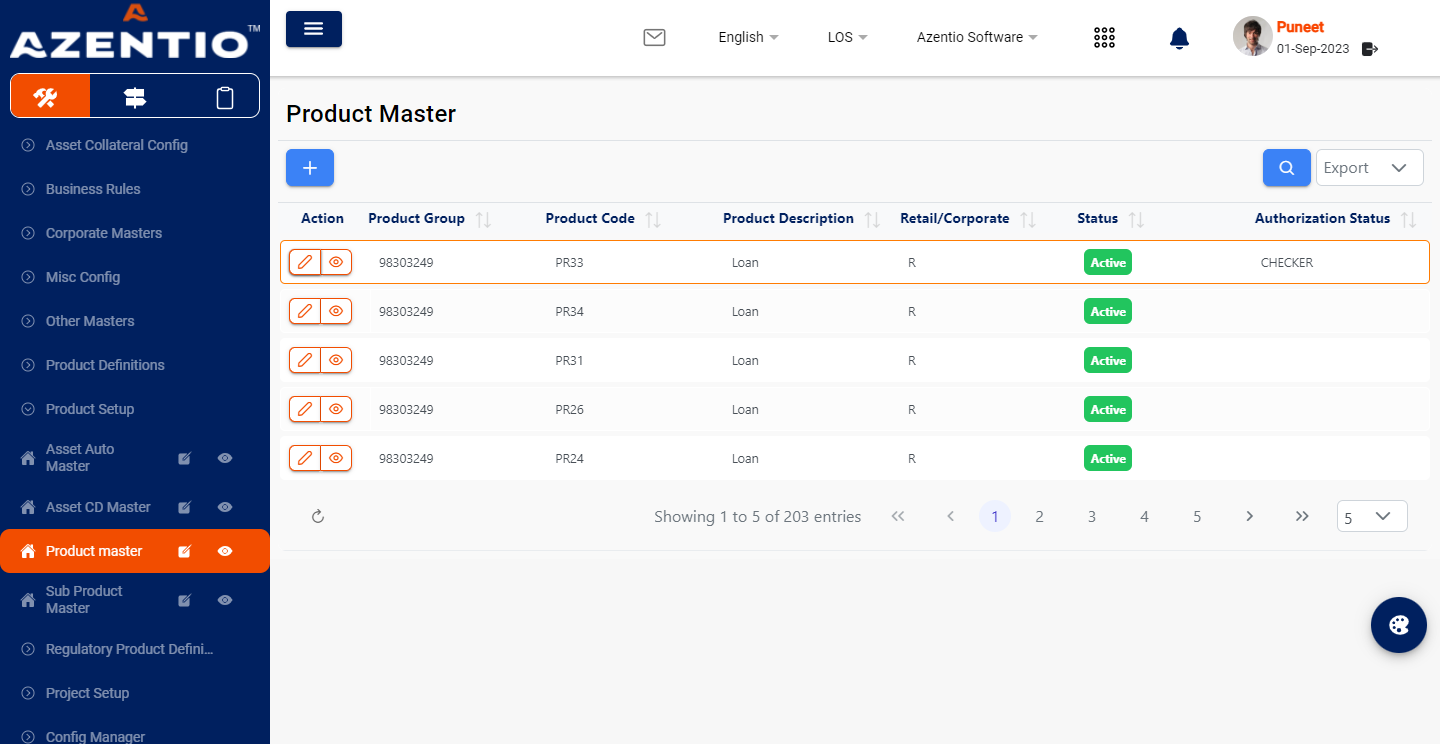 AZENTIO™
English
LOS
Azentio Software
Puneet
01-Sep-2023
Asset Collateral Config
Business Rules
Corporate Masters
Misc Config
Other Masters
Product Definitions
Product Setup
Asset Auto
Master
Asset CD Master
Product master
Sub Product
Master
Regulatory Product Defini...
Project Setup
Config Manager
Product Master
Export
Action Product Group Product Code Product Description Retail/Corporate Status Authorization Status
98303249 PR33 Loan R Active CHECKER
98303249 PR34 Loan R Active
98303249 PR31 Loan R Active
98303249 PR26 Loan R Active
98303249 PR24 Loan R Active
Showing 1 to 5 of 203 entries 1 2 3 4 5 5